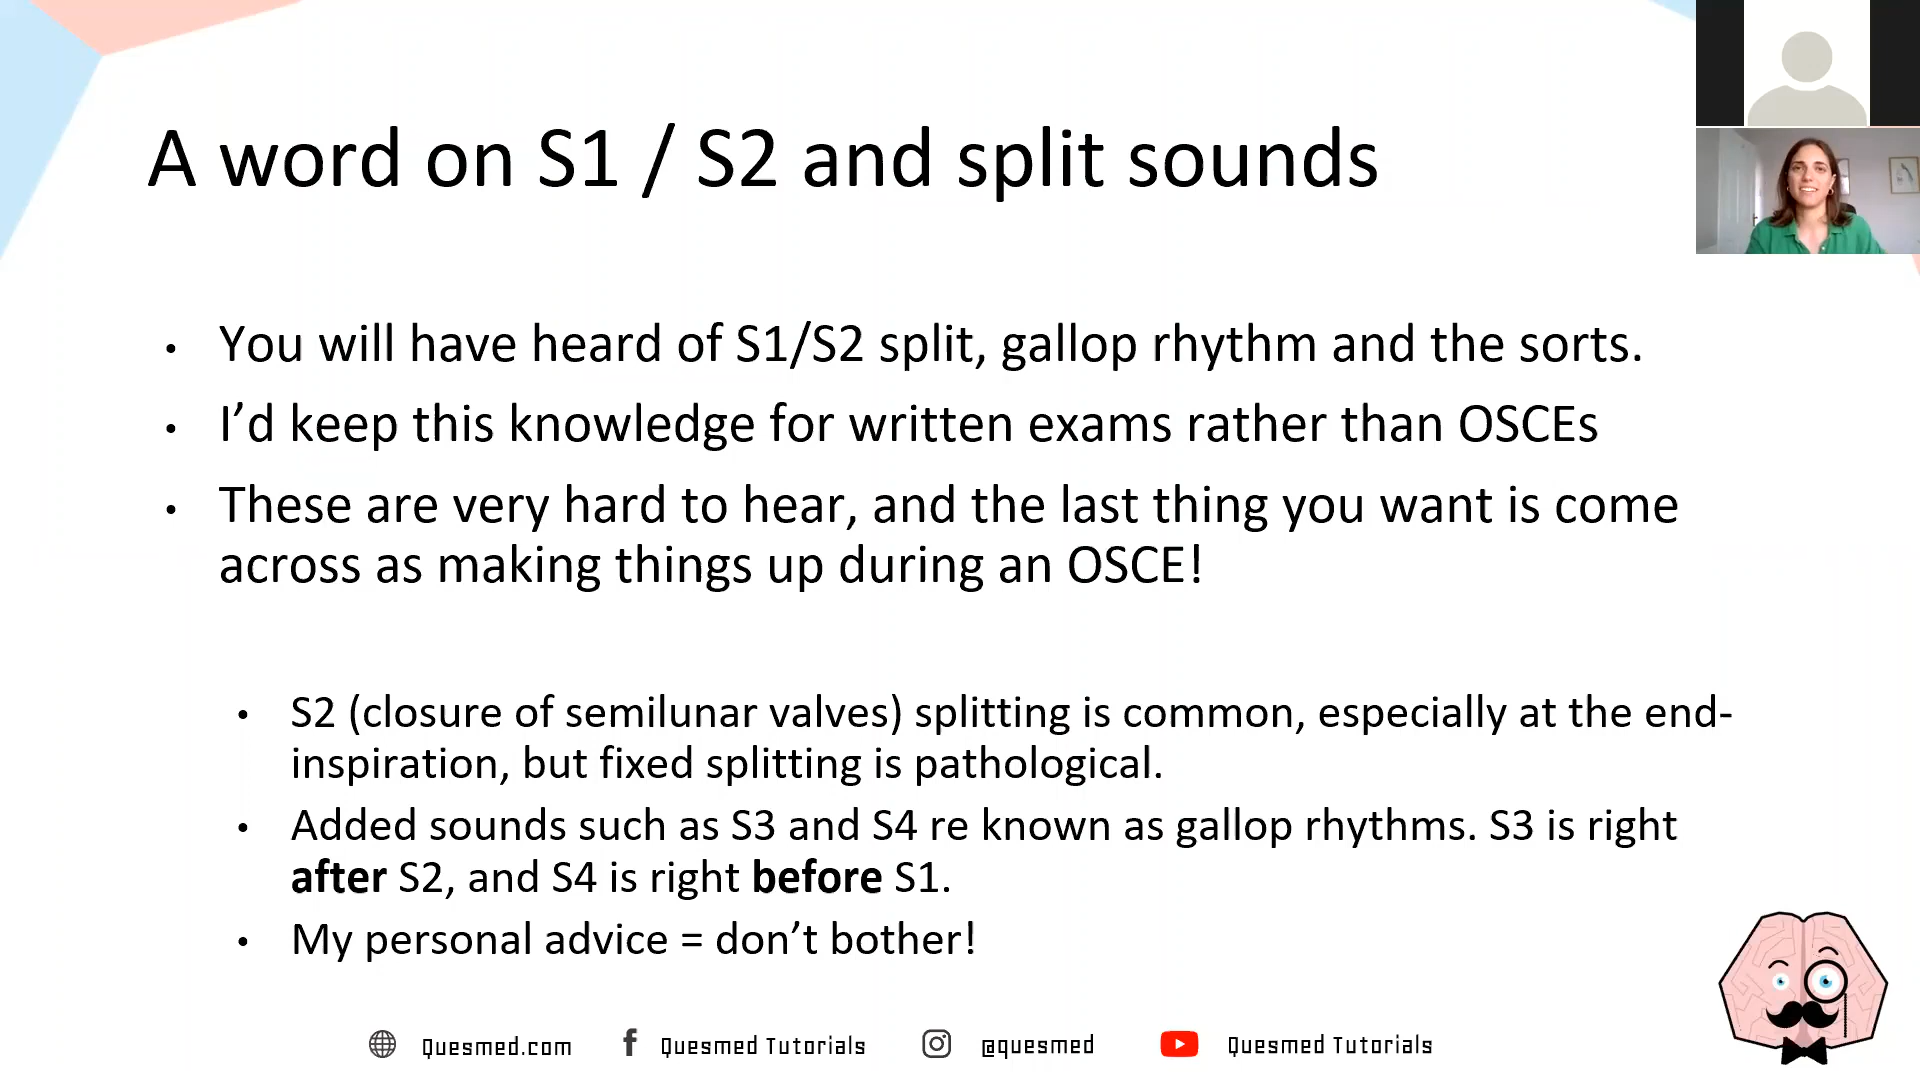 A word on S1 / S2 and split sounds
• You will have heard of S1/S2 split, gallop rhythm and the sorts.
• I’d keep this knowledge for written exams rather than OSCEs
• These are very hard to hear, and the last thing you want is come
across as making things up during an OSCE!
• S2 (closure of semilunar valves) splitting is common, especially at the end-
inspiration, but fixed splitting is pathological.
• Added sounds such as S3 and S4 re known as gallop rhythms. S3 is right
after S2, and S4 is right before S1.
• My personal advice = don’t bother!
Quesmed.com Quesmed Tutorials @quesmed Quesmed Tutorials